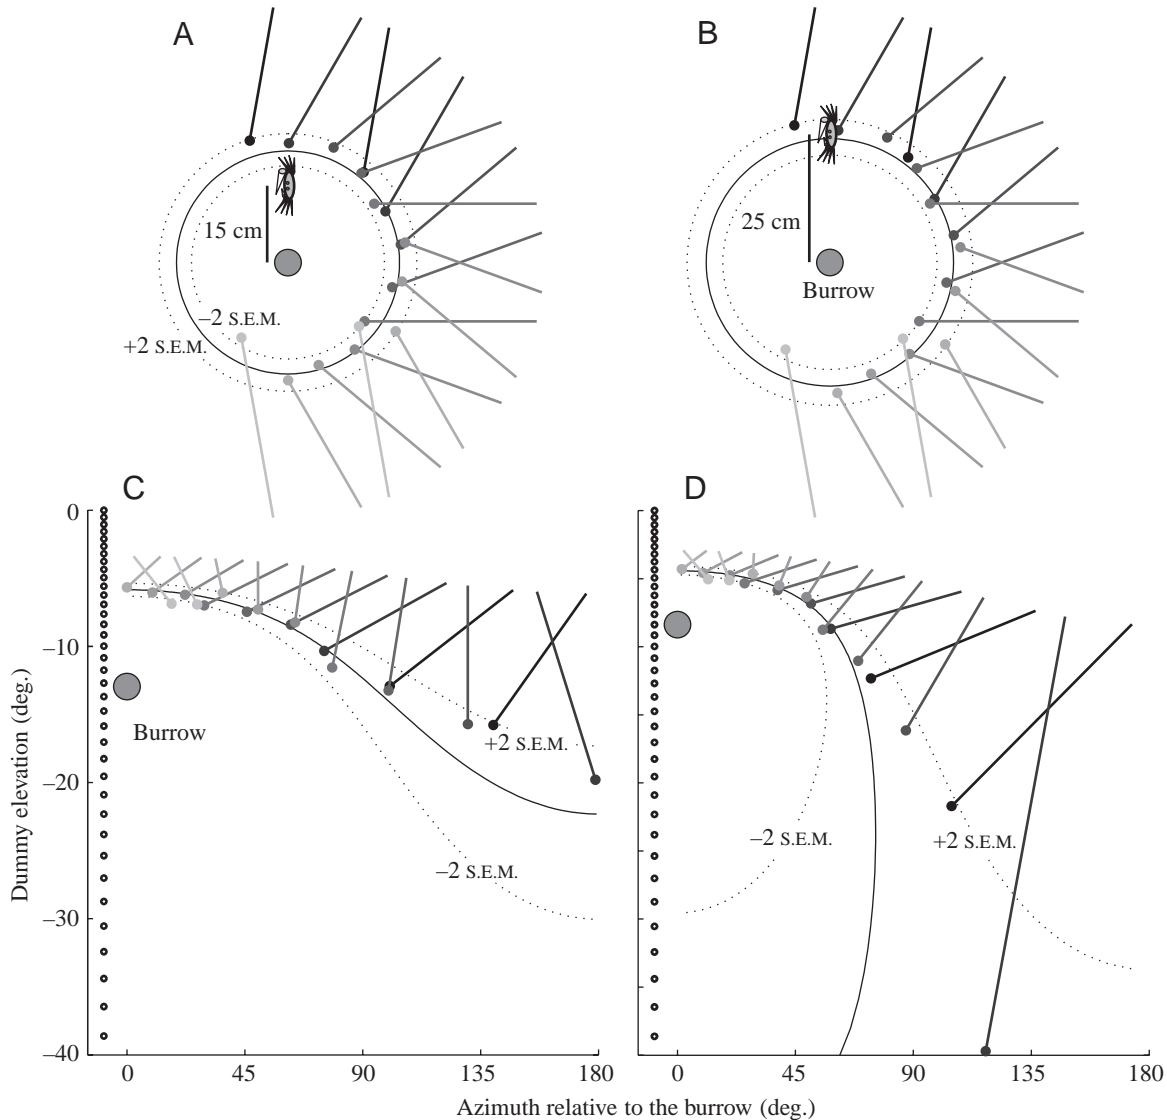 A
B
15 cm
25 cm
Burrow
–2 S.E.M.
+2 S.E.M.
C
D
0
–10
–20
–30
–40
Dummy elevation (deg.)
Burrow
+2 S.E.M.
–2 S.E.M.
–2 S.E.M.
+2 S.E.M.
0
45
90
135
180
0
45
90
135
180
Azimuth relative to the burrow (deg.)